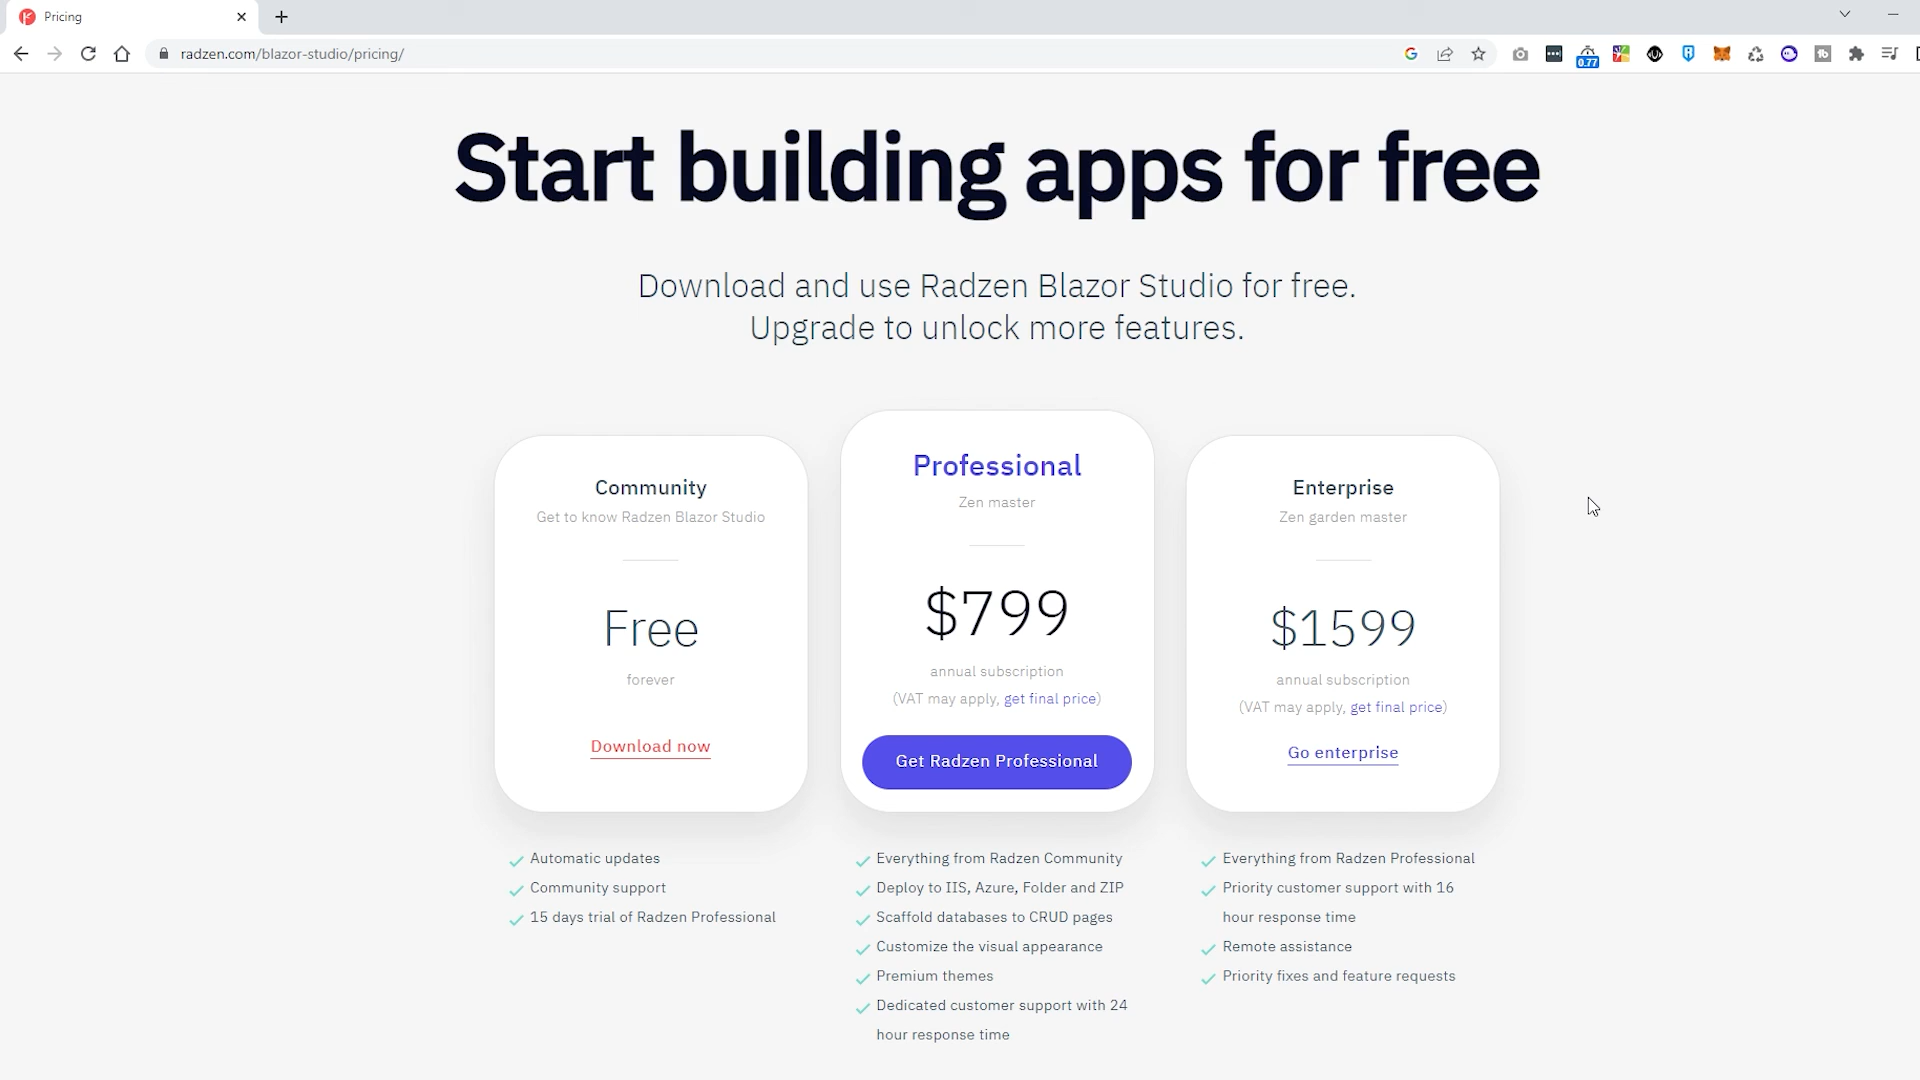 Pricing
radzen.com/blazor-studio/pricing/
0.77
Start building apps for free
Download and use Radzen Blazor Studio for free.
Upgrade to unlock more features.
Community
Get to know Radzen Blazor Studio
Free
forever
Download now
Automatic updates
Community support
15 days trial of Radzen Professional
Professional
Zen master
$799
annual subscription
(VAT may apply, get final price)
Get Radzen Professional
Everything from Radzen Community
Deploy to IIS, Azure, Folder and ZIP
Scaffold databases to CRUD pages
Customize the visual appearance
Premium themes
Dedicated customer support with 24
hour response time
Enterprise
Zen garden master
$1599
annual subscription
(VAT may apply, get final price)
Go enterprise
Everything from Radzen Professional
Priority customer support with 16
hour response time
Remote assistance
Priority fixes and feature requests